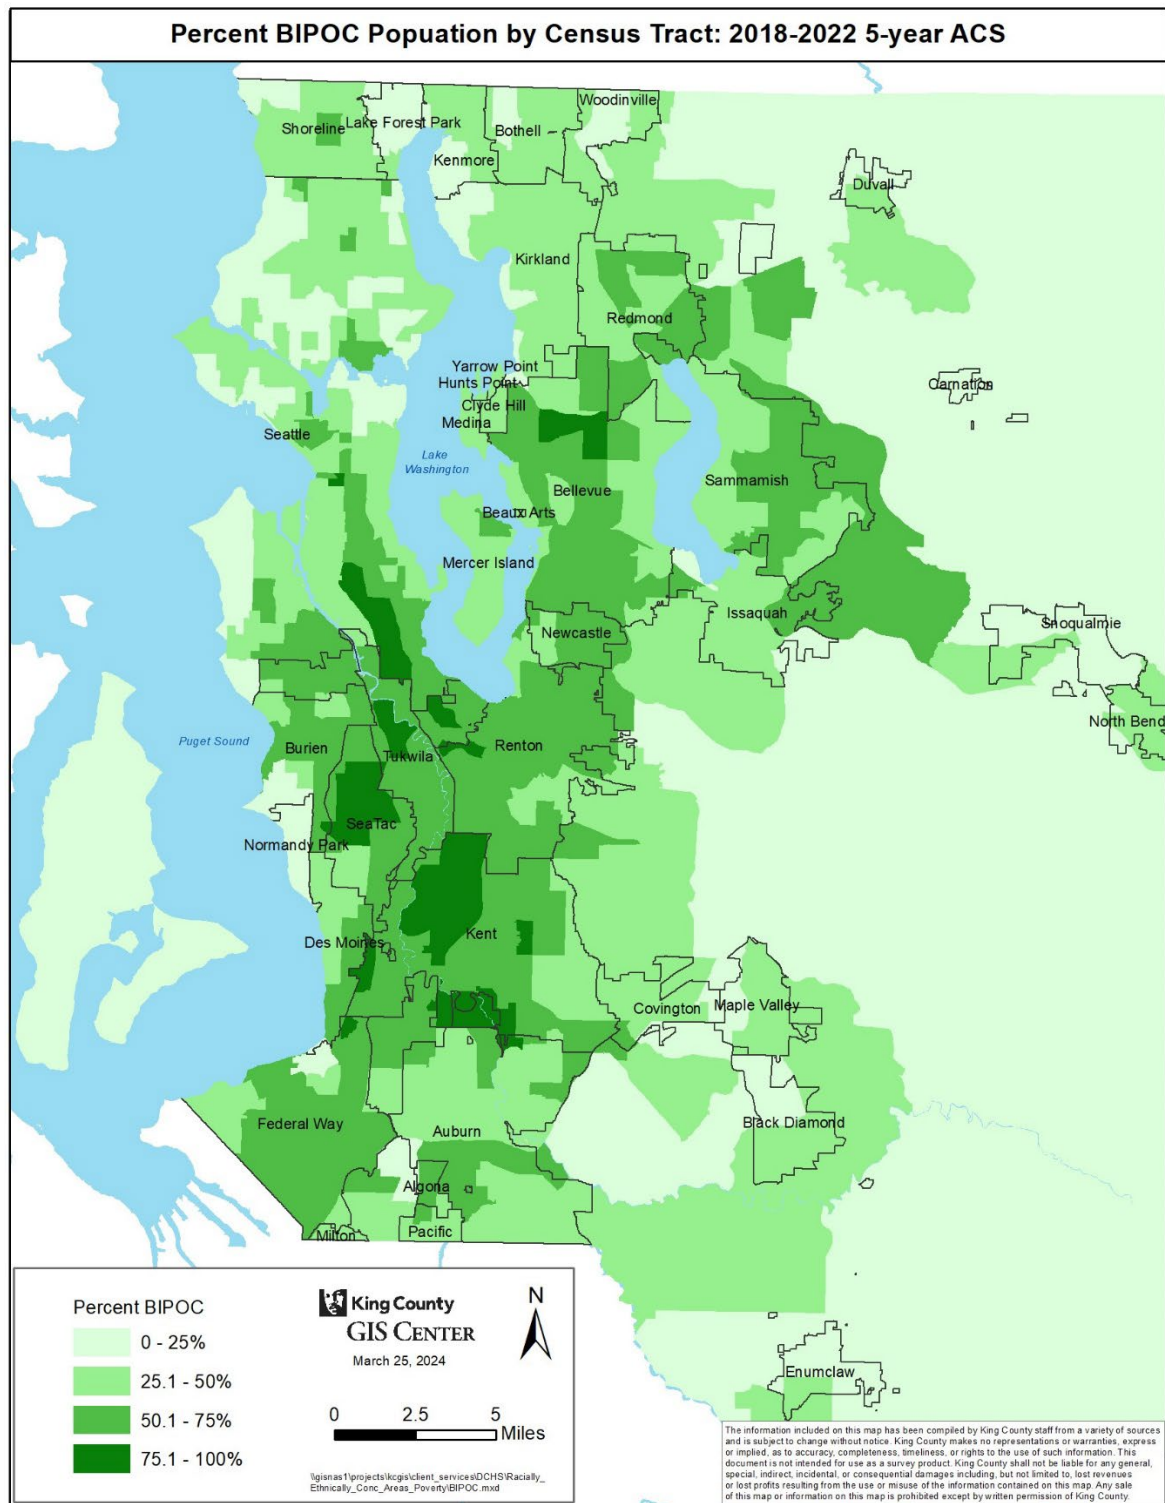 Percent BIPOC Popuation by Census Tract: 2018-2022 5-year ACS
Woodinville
Shoreline
Lake Forest Park
Bothell
Kenmore
Duvall
Kirkland
Redmond
Yarrow Point
Hunts Point
Carnation
Clyde Hill
Medina
Seattle
Lake
Washington
Sammamish
Bellevue
Beaux Arts
Mercer Island
Issaquah
Snoqualmie
Newcastle
North Bend
Puget Sound
Burien
Renton
Tukwila
SeaTac
Normandy Park
Kent
Des Moines
Covington
Maple Valley
Federal Way
Auburn
Black Diamond
Algona
Milton
Pacific
Enumclaw
Percent BIPOC
0 - 25%
25.1 - 50%
50.1 - 75%
75.1 - 100%
King County
GIS CENTER
March 25, 2024
N
0 2.5 5
Miles
\\gisnas1\projects\kcgis\client_services\DCHS\Racially_
Ethnically_Conc_Areas_Poverty\BIPOC.mxd
The information included on this map has been compiled by King County staff from a variety of sources
and is subject to change without notice. King County makes no representations or warranties, express
or implied, as to accuracy, completeness, timeliness, or rights to the use of such information. This
document is not intended for use as a survey product. King County shall not be liable for any general,
special, indirect, incidental, or consequential damages including, but not limited to, lost revenues
or lost profits resulting from the use or misuse of the information contained on this map. Any sale
of this map or information on this map is prohibited except by written permission of King County.